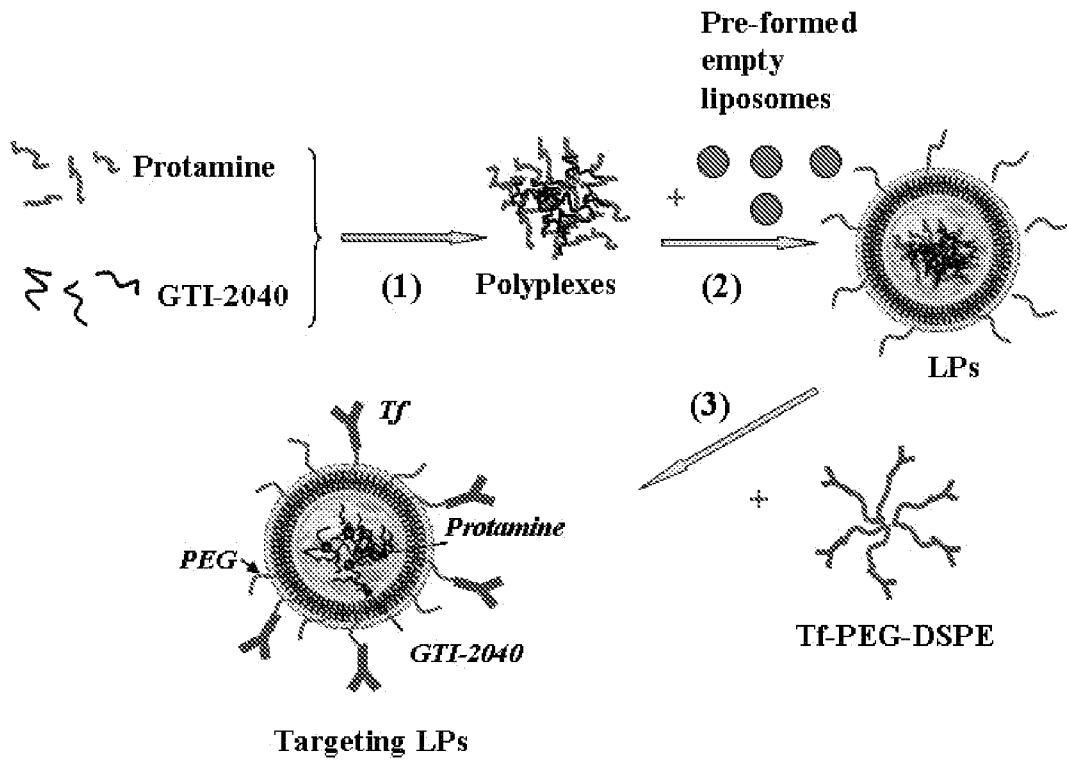 Pre-formed
empty
liposomes
Protamine
+
GTI-2040
(1)
Polyplexes
(2)
LPs
(3)
Tf
+
Protamine
PEG
GTI-2040
Tf-PEG-DSPE
Targeting LPs